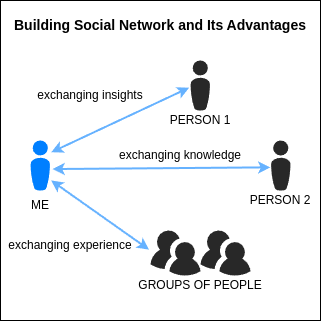 Building Social Network and Its Advantages
exchanging insights
PERSON 1
exchanging knowledge
ME
PERSON 2
exchanging experience
GROUPS OF PEOPLE